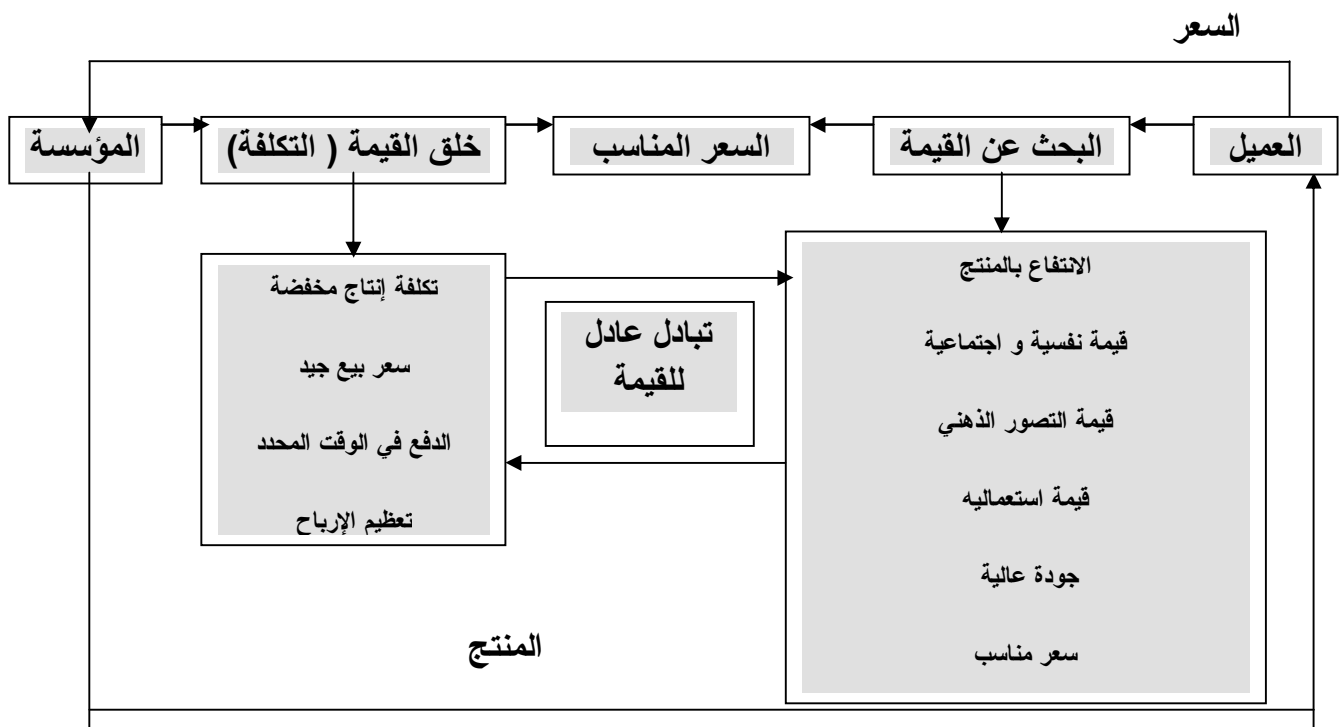 السعر
العميل
البحث عن القيمة
السعر المناسب
خلق القيمة ( التكلفة)
المؤسسة
الانتفاع بالمنتج
قيمة نفسية و اجتماعية
قيمة التصور الذهني
قيمة استعماليه
جودة عالية
سعر مناسب
تبادل عادل
للقيمة
تكلفة إنتاج مخفضة
سعر بيع جيد
الدفع في الوقت المحدد
تعظيم الإرباح
المنتج